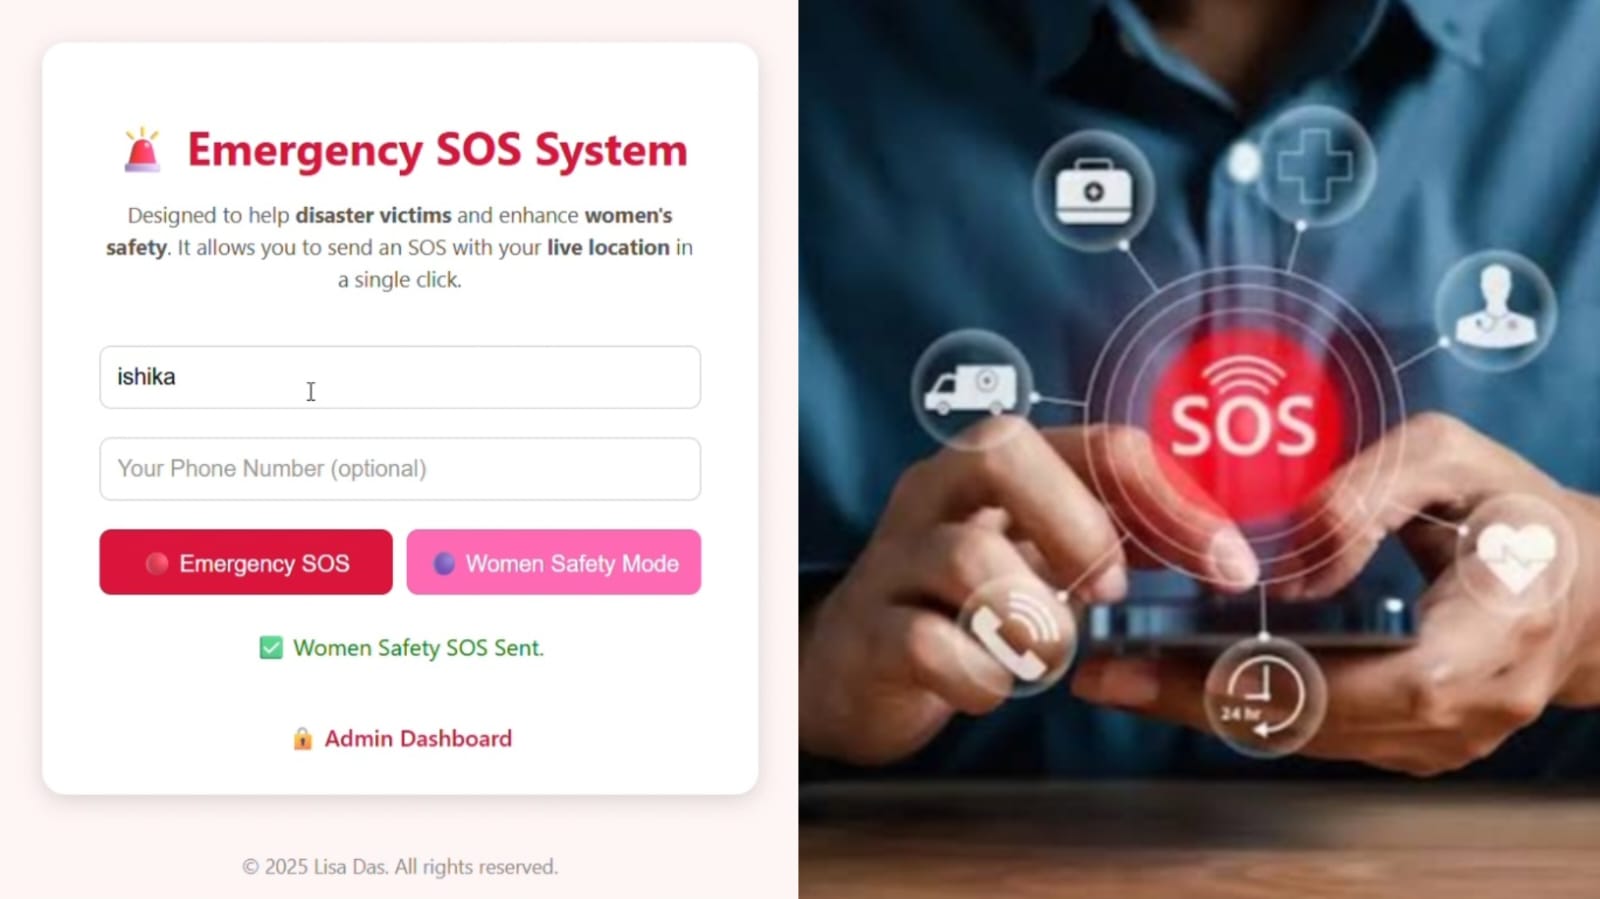 🚨 Emergency SOS System
Designed to help disaster victims and enhance women's
safety. It allows you to send an SOS with your live location in
a single click.
ishika
Your Phone Number (optional)
🔴 Emergency SOS
🟣 Women Safety Mode
✅ Women Safety SOS Sent.
🔒 Admin Dashboard
© 2025 Lisa Das. All rights reserved.
SOS
24 hr